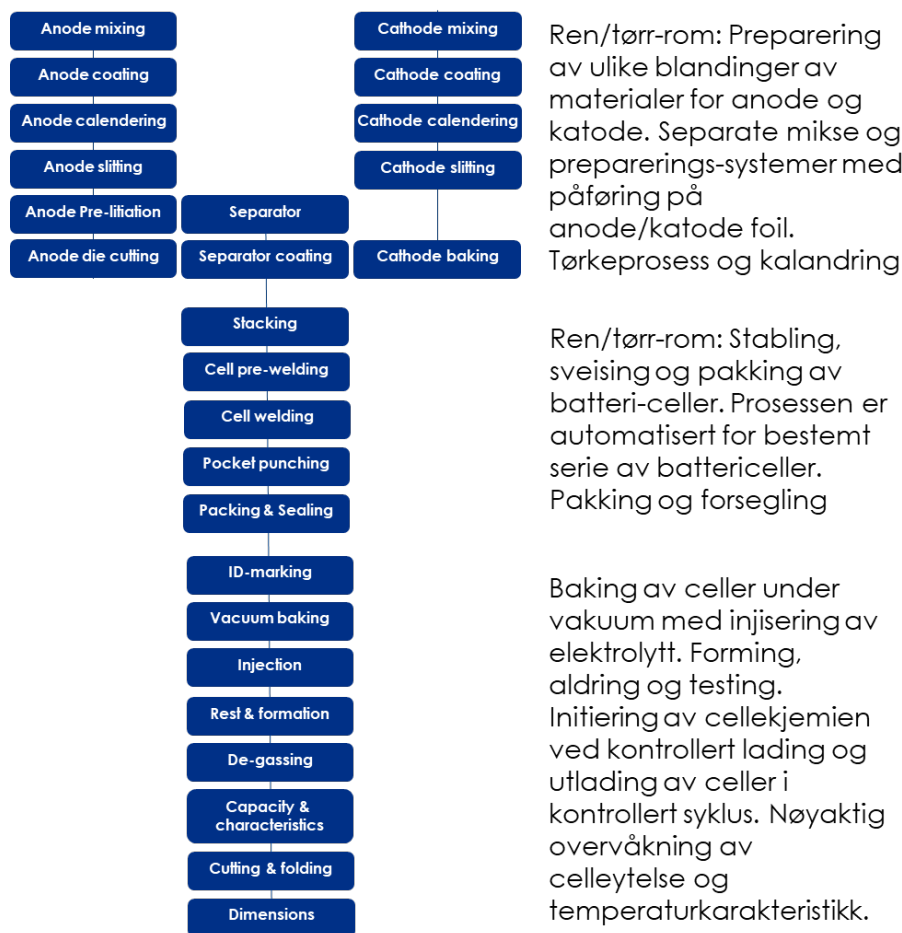 Anode mixing
Anode coating
Anode calendering
Anode slitting
Anode Pre-litiation
Anode die cutting
Separator
Separator coating
Cathode mixing
Cathode coating
Cathode calendering
Cathode slitting
Cathode baking
Ren/tørr-rom: Preparering
av ulike blandinger av
materialer for anode og
katode. Separate mikse og
preparerings-systemer med
påføring på
anode/katode foil.
Tørkeprosess og kalandring
Stacking
Cell pre-welding
Cell welding
Pocket punching
Packing & Sealing
Ren/tørr-rom: Stabling,
sveising og pakking av
batteri-celler. Prosessen er
automatisert for bestemt
serie av battericeller.
Pakking og forsegling
ID-marking
Vacuum baking
Injection
Rest & formation
De-gassing
Capacity &
characteristics
Cutting & folding
Dimensions
Baking av celler under
vakuum med injisering av
elektrolytt. Forming,
aldring og testing.
Initiering av cellekjemien
ved kontrollert lading og
utlading av celler i
kontrollert syklus. Nøyaktig
overvåkning av
celleytelse og
temperaturkarakteristikk.